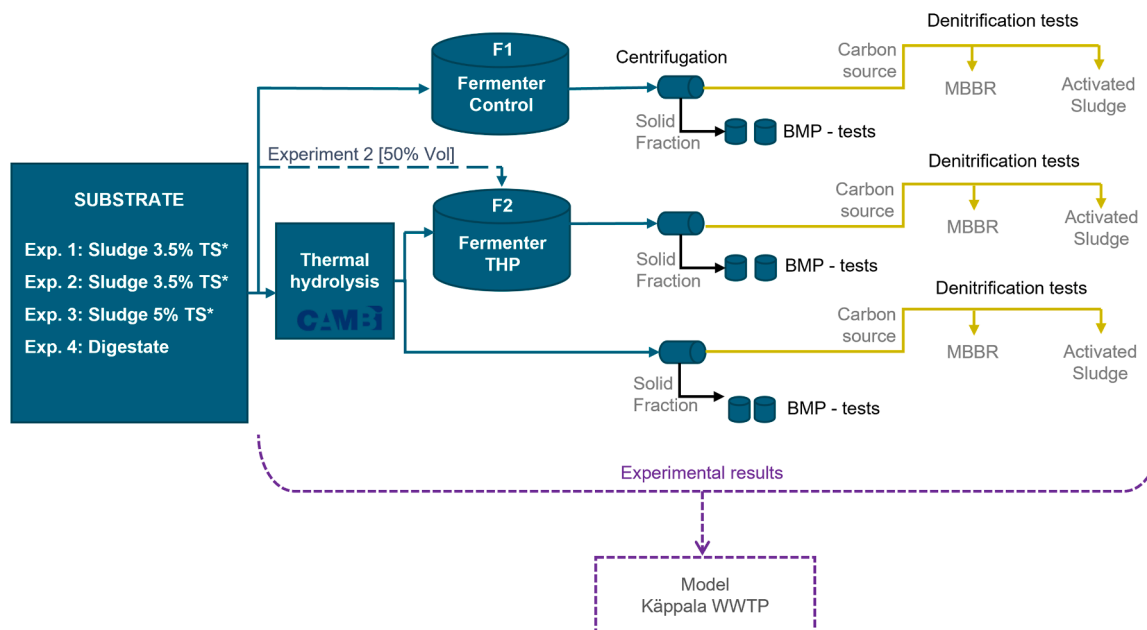 Denitrification tests
F1
Fermenter
Control
Centrifugation
Carbon
source
MBBR
Activated
Sludge
Solid
Fraction
BMP - tests
Experiment 2 [50% Vol]
SUBSTRATE
Exp. 1: Sludge 3.5% TS*
Exp. 2: Sludge 3.5% TS*
Exp. 3: Sludge 5% TS*
Exp. 4: Digestate
Thermal
hydrolysis
CAMBi
F2
Fermenter
THP
Denitrification tests
Carbon
source
MBBR
Activated
Sludge
Solid
Fraction
BMP - tests
Denitrification tests
Carbon
source
MBBR
Activated
Sludge
Solid
Fraction
BMP - tests
Experimental results
Model
Käppala WWTP